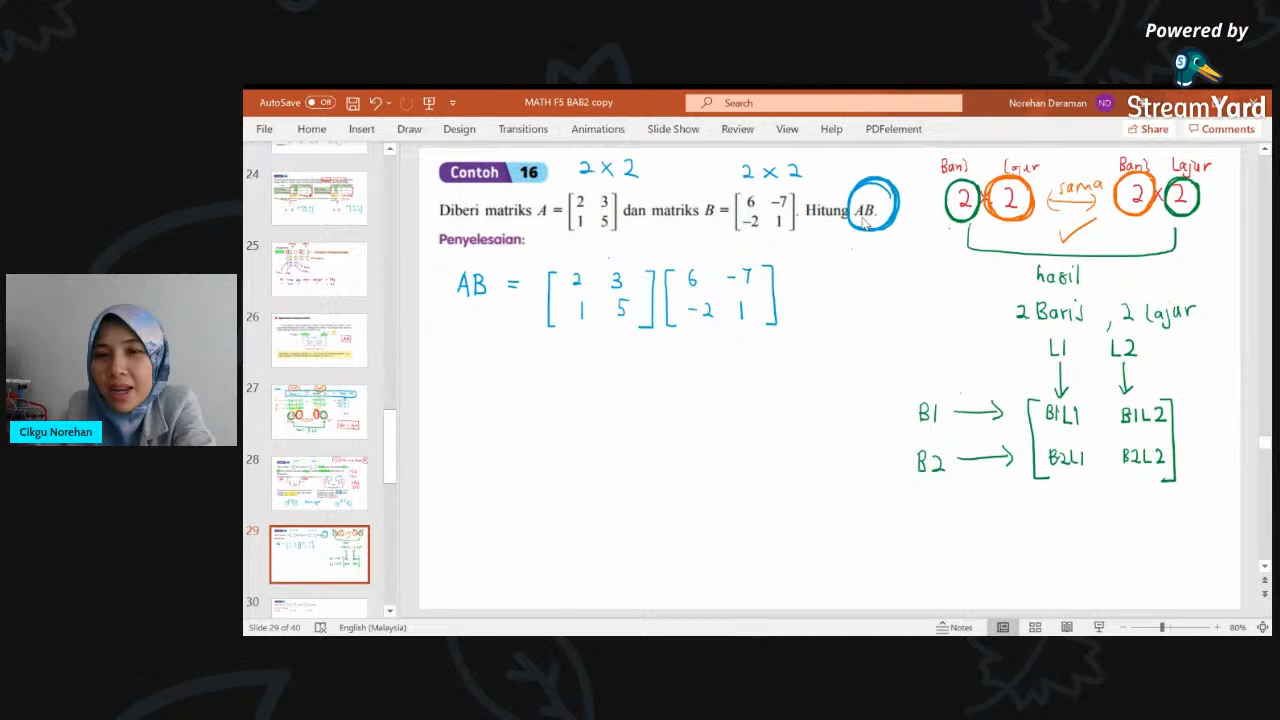 Powered by
StreamYard
AutoSave Off
MATH F5 BAB2 copy
Search
Norehan Deraman ND
File Home Insert Draw Design Transitions Animations Slide Show Review View Help PDFelement
Share Comments
24
25
26
27
28
29
30
Contoh 16
2 × 2
2 × 2
Baris Lajur Baris Lajur
2 × 2 sama 2 × 2
✓
Diberi matriks A = [2 3 1 5] dan matriks B = [6 −7 −2 1]. Hitung AB.
Penyelesaian:
AB = [2 3 1 5] [6 −7 −2 1]
hasil
2 Baris, 2 Lajur
L1 L2
B1 → [B1L1 B1L2
B2 → B2L1 B2L2]
Cikgu Norehan
Slide 29 of 40
English (Malaysia)
Notes
80%